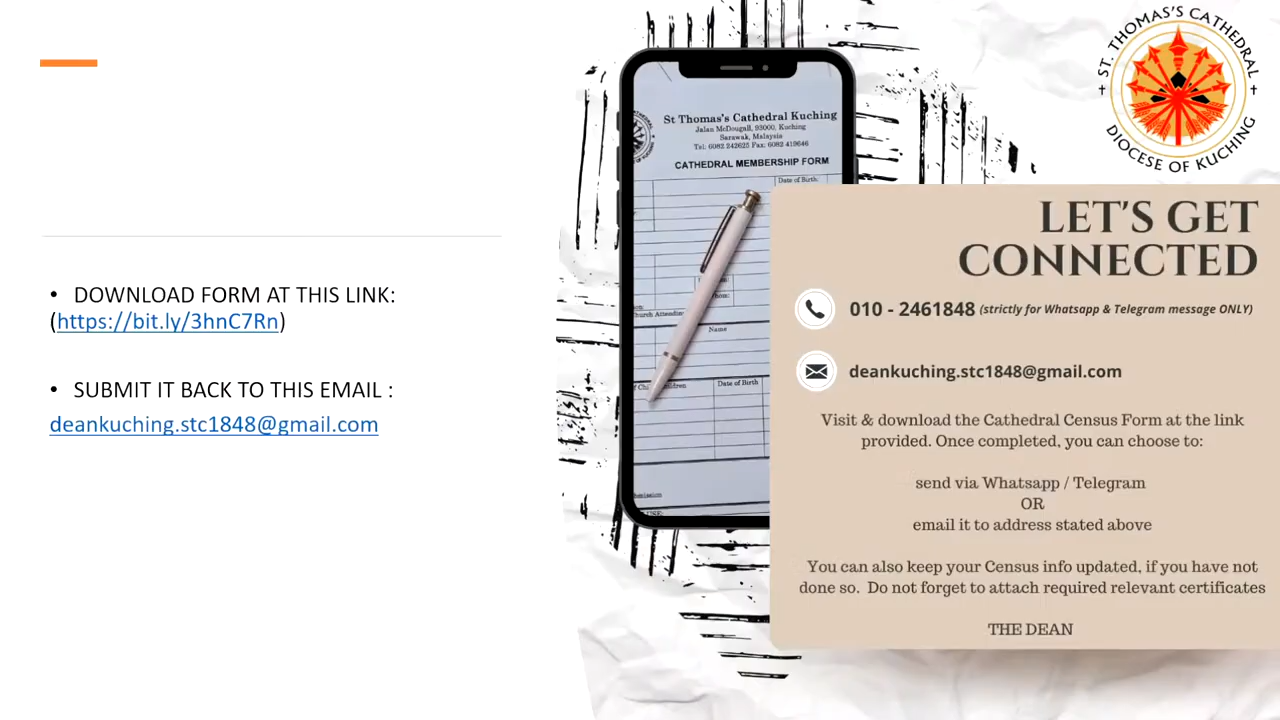 • DOWNLOAD FORM AT THIS LINK:
(https://bit.ly/3hnC7Rn)
• SUBMIT IT BACK TO THIS EMAIL :
deankuching.stc1848@gmail.com
St Thomas's Cathedral Kuching
Jalan McDougall, 93000, Kuching
Sarawak, Malaysia
Tel: 6082 242625 Fax: 6082 419646
CATHEDRAL MEMBERSHIP FORM
Date of Birth
Name
Date of Birth
ST. THOMAS'S CATHEDRAL
DIOCESE OF KUCHING
LET'S GET
CONNECTED
010 - 2461848 (strictly for Whatsapp & Telegram message ONLY)
deankuching.stc1848@gmail.com
Visit & download the Cathedral Census Form at the link
provided. Once completed, you can choose to:
send via Whatsapp / Telegram
OR
email it to address stated above
You can also keep your Census info updated, if you have not
done so. Do not forget to attach required relevant certificates
THE DEAN